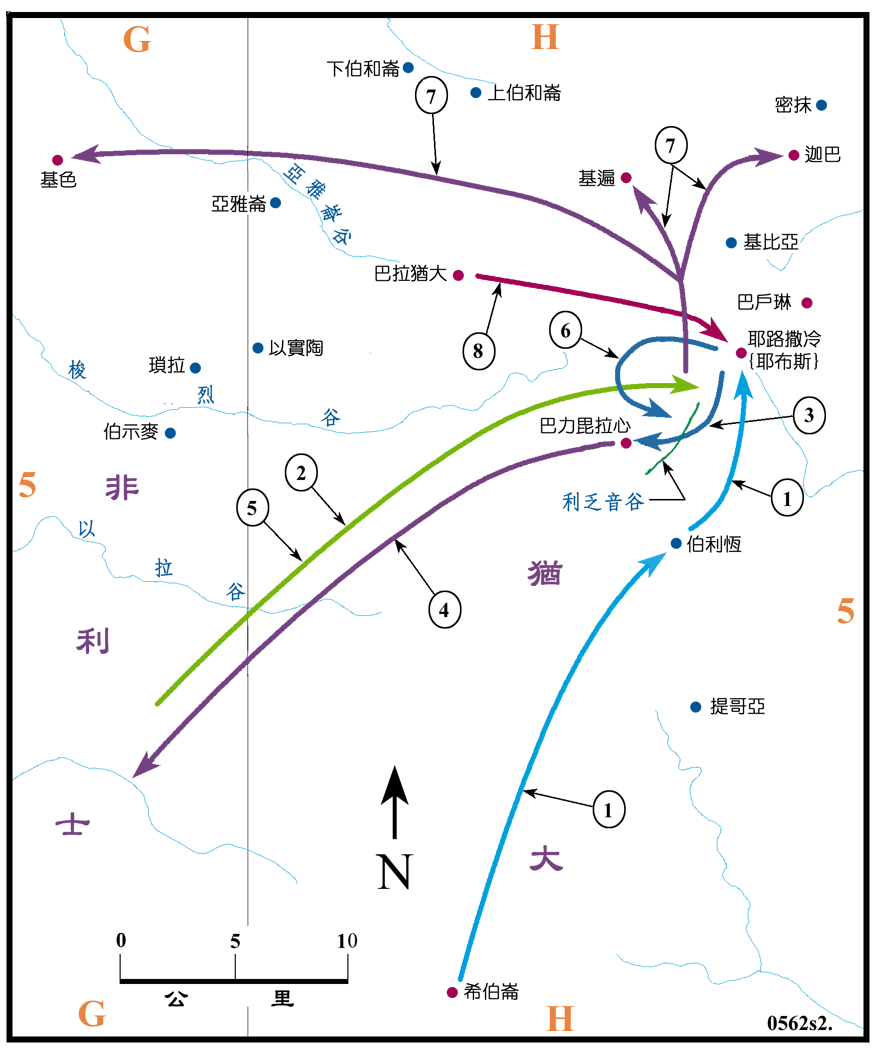 G
H
下伯和崙
上伯和崙
7
密抹
7
迦巴
基色
亞雅崙谷
基遍
亞雅崙
基比亞
巴拉猶大
巴戶琳
6
耶路撒冷
{耶布斯}
8
以實陶
瑣拉
梭烈谷
伯示麥
巴力毘拉心
3
5
非利士
2
5
利乏音谷
1
以拉谷
伯利恆
4
猶大
5
提哥亞
1
N
0 5 10
公里
希伯崙
G
H
0562s2.